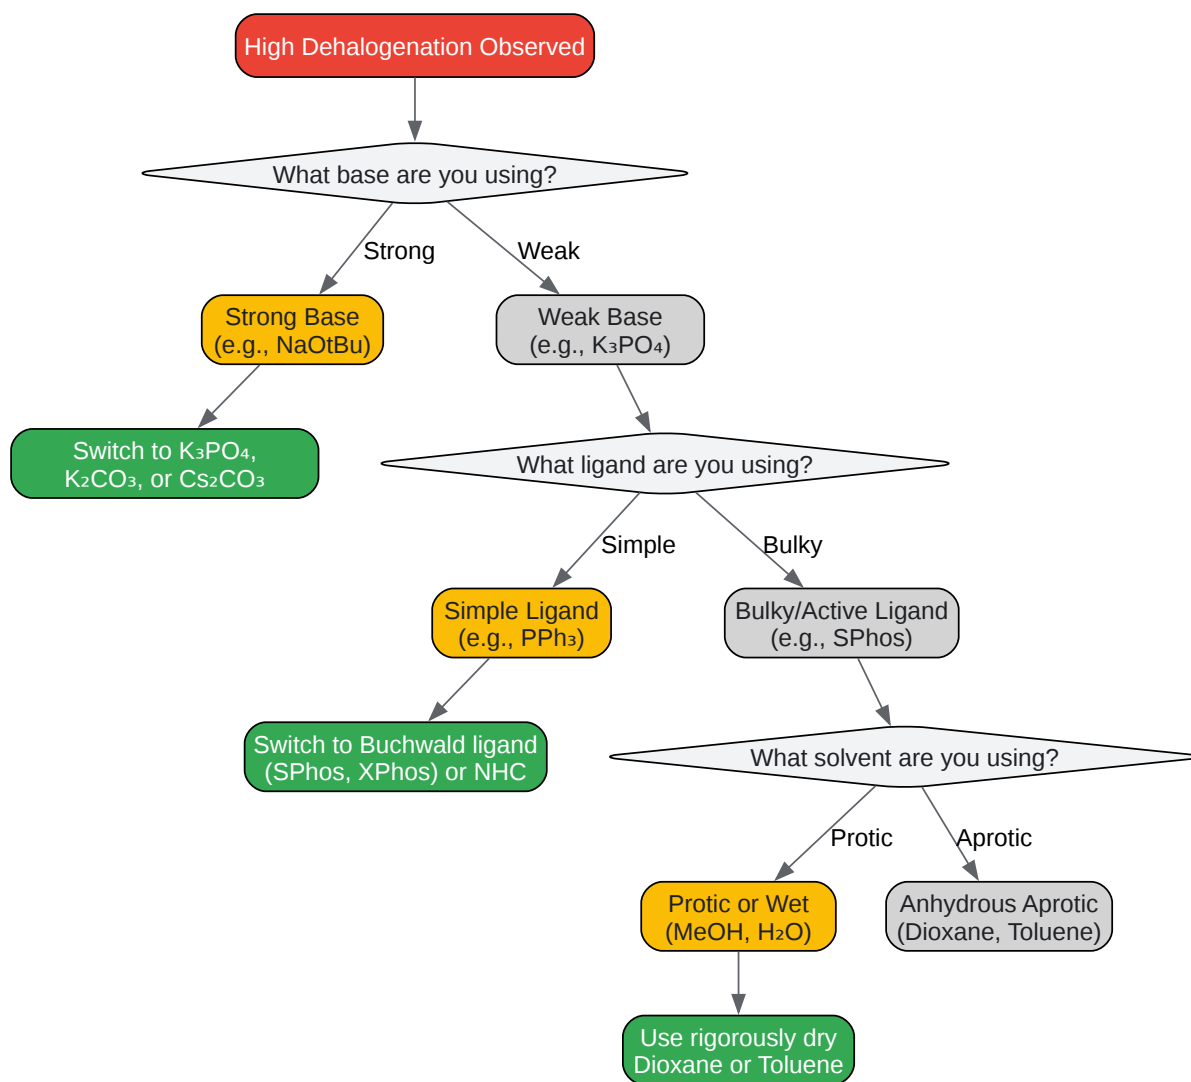 High Dehalogenation Observed
What base are you using?
Strong
Weak
Strong Base
(e.g., NaOtBu)
Weak Base
(e.g., K₃PO₄)
Switch to K₃PO₄,
K₂CO₃, or Cs₂CO₃
What ligand are you using?
Simple
Bulky
Simple Ligand
(e.g., PPh₃)
Bulky/Active Ligand
(e.g., SPhos)
Switch to Buchwald ligand
(SPhos, XPhos) or NHC
What solvent are you using?
Protic
Aprotic
Protic or Wet
(MeOH, H₂O)
Anhydrous Aprotic
(Dioxane, Toluene)
Use rigorously dry
Dioxane or Toluene